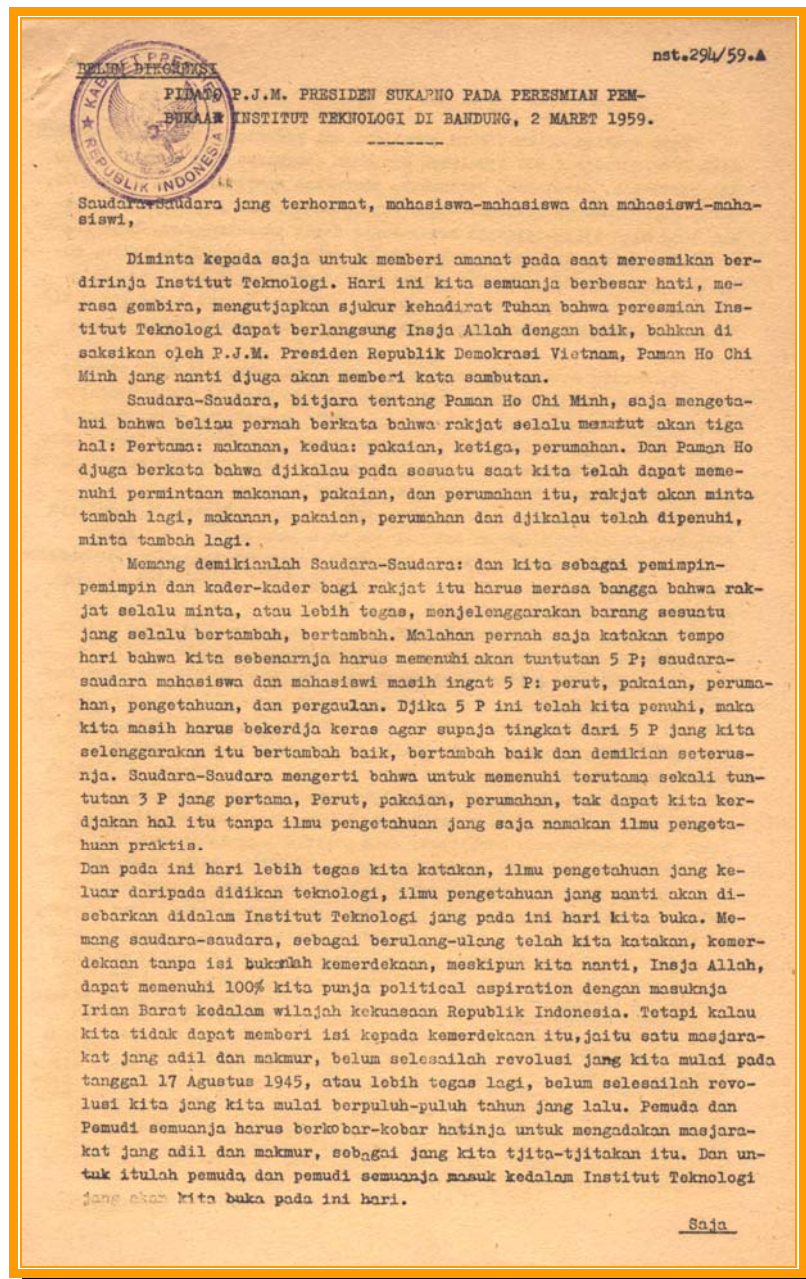 nst.294/59.A
BELUM DIKOREKSI
PIDATO P.J.M. PRESIDEN SUKARNO PADA PERESMIAN PEM-
BUKAAN INSTITUT TEKNOLOGI DI BANDUNG, 2 MARET 1959.
--------
KABINET PRESIDEN
REPUBLIK INDONESIA
Saudara-Saudara jang terhormat, mahasiswa-mahasiswa dan mahasiswi-maha-
siswi,
Diminta kepada saja untuk memberi amanat pada saat meresmikan ber-
dirinja Institut Teknologi. Hari ini kita semuanja berbesar hati, me-
rasa gembira, mengutjapkan sjukur kehadirat Tuhan bahwa peresmian Ins-
titut Teknologi dapat berlangsung Insja Allah dengan baik, bahkan di
saksikan oleh P.J.M. Presiden Republik Demokrasi Vietnam, Paman Ho Chi
Minh jang nanti djuga akan memberi kata sambutan.
Saudara-Saudara, bitjara tentang Paman Ho Chi Minh, saja mengeta-
hui bahwa beliau pernah berkata bahwa rakjat selalu menuntut akan tiga
hal: Pertama: makanan, kedua: pakaian, ketiga, perumahan. Dan Paman Ho
djuga berkata bahwa djikalau pada sesuatu saat kita telah dapat meme-
nuhi permintaan makanan, pakaian, dan perumahan itu, rakjat akan minta
tambah lagi, makanan, pakaian, perumahan dan djikalau telah dipenuhi,
minta tambah lagi.
Memang demikianlah Saudara-Saudara: dan kita sebagai pemimpin-
pemimpin dan kader-kader bagi rakjat itu harus merasa bangga bahwa rak-
jat selalu minta, atau lebih tegas, menjelenggarakan barang sesuatu
jang selalu bertambah, bertambah. Malahan pernah saja katakan tempo
hari bahwa kita sebenarnja harus memenuhi akan tuntutan 5 P; saudara-
saudara mahasiswa dan mahasiswi masih ingat 5 P: perut, pakaian, peruma-
han, pengetahuan, dan pergaulan. Djika 5 P ini telah kita penuhi, maka
kita masih harus bekerdja keras agar supaja tingkat dari 5 P jang kita
selenggarakan itu bertambah baik, bertambah baik dan demikian seterus-
nja. Saudara-Saudara mengerti bahwa untuk memenuhi terutama sekali tun-
tutan 3 P jang pertama, Perut, pakaian, perumahan, tak dapat kita ker-
djakan hal itu tanpa ilmu pengetahuan jang saja namakan ilmu pengeta-
huan praktis.
Dan pada ini hari lebih tegas kita katakan, ilmu pengetahuan jang ke-
luar daripada didikan teknologi, ilmu pengetahuan jang nanti akan di-
sebarkan didalam Institut Teknologi jang pada ini hari kita buka. Me-
mang saudara-saudara, sebagai berulang-ulang telah kita katakan, kemer-
dekaan tanpa isi bukanlah kemerdekaan, meskipun kita nanti, Insja Allah,
dapat memenuhi 100% kita punja political aspiration dengan masuknja
Irian Barat kedalam wilajah kekuasaan Republik Indonesia. Tetapi kalau
kita tidak dapat memberi isi kepada kemerdekaan itu,jaitu satu masjara-
kat jang adil dan makmur, belum selesailah revolusi jang kita mulai pada
tanggal 17 Agustus 1945, atau lebih tegas lagi, belum selesailah revo-
lusi kita jang kita mulai berpuluh-puluh tahun jang lalu. Pemuda dan
Pemudi semuanja harus berkobar-kobar hatinja untuk mengadakan masjara-
kat jang adil dan makmur, sebagai jang kita tjita-tjitakan itu. Dan un-
tuk itulah pemuda dan pemudi semuanja masuk kedalam Institut Teknologi
jang akan kita buka pada ini hari.
Saja